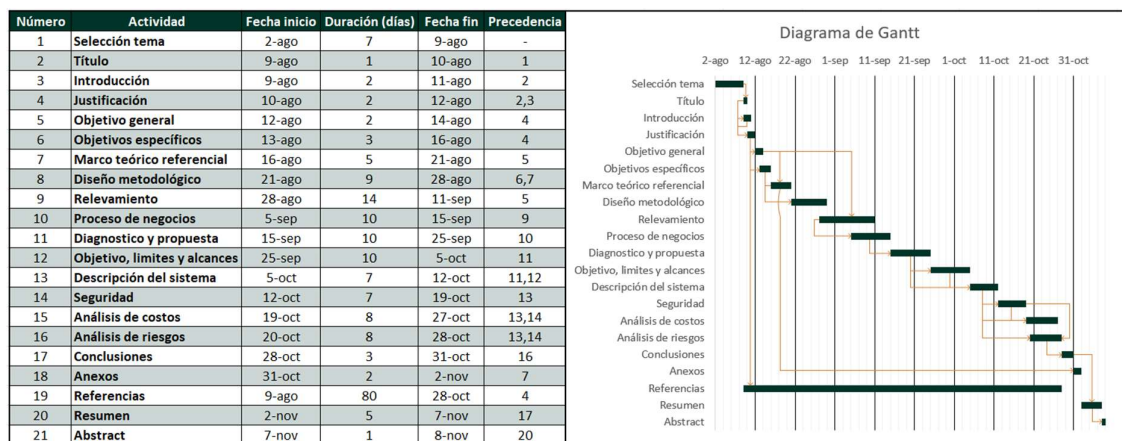 Número Actividad Fecha inicio Duración (días) Fecha fin Precedencia
1 Selección tema 2-ago 7 9-ago -
2 Título 9-ago 1 10-ago 1
3 Introducción 9-ago 2 11-ago 2
4 Justificación 10-ago 2 12-ago 2,3
5 Objetivo general 12-ago 2 14-ago 4
6 Objetivos específicos 13-ago 3 16-ago 4
7 Marco teórico referencial 16-ago 5 21-ago 5
8 Diseño metodológico 21-ago 9 28-ago 6,7
9 Relevamiento 28-ago 14 11-sep 5
10 Proceso de negocios 5-sep 10 15-sep 9
11 Diagnostico y propuesta 15-sep 10 25-sep 10
12 Objetivo, limites y alcances 25-sep 10 5-oct 11
13 Descripción del sistema 5-oct 7 12-oct 11,12
14 Seguridad 12-oct 7 19-oct 13
15 Análisis de costos 19-oct 8 27-oct 13,14
16 Análisis de riesgos 20-oct 8 28-oct 13,14
17 Conclusiones 28-oct 3 31-oct 16
18 Anexos 31-oct 2 2-nov 7
19 Referencias 9-ago 80 28-oct 4
20 Resumen 2-nov 5 7-nov 17
21 Abstract 7-nov 1 8-nov 20
Diagrama de Gantt
2-ago 12-ago 22-ago 1-sep 11-sep 21-sep 1-oct 11-oct 21-oct 31-oct
Selección tema
Título
Introducción
Justificación
Objetivo general
Objetivos específicos
Marco teórico referencial
Diseño metodológico
Relevamiento
Proceso de negocios
Diagnostico y propuesta
Objetivo, limites y alcances
Descripción del sistema
Seguridad
Análisis de costos
Análisis de riesgos
Conclusiones
Anexos
Referencias
Resumen
Abstract